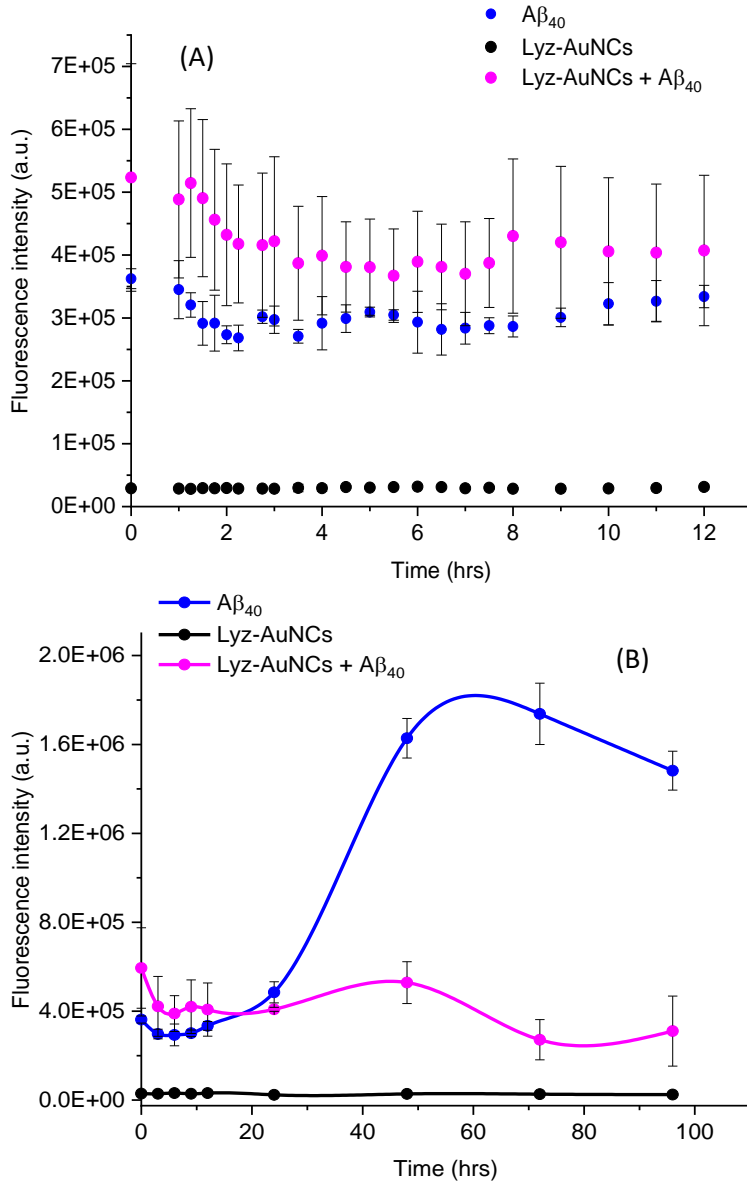 Aβ₄₀
Lyz-AuNCs
Lyz-AuNCs + Aβ₄₀
(A)
7E+05
6E+05
5E+05
4E+05
3E+05
2E+05
1E+05
0E+00
Fluorescence intensity (a.u.)
0 2 4 6 8 10 12
Time (hrs)
Aβ₄₀
Lyz-AuNCs
Lyz-AuNCs + Aβ₄₀
(B)
2.0E+06
1.6E+06
1.2E+06
8.0E+05
4.0E+05
0.0E+00
Fluorescence intensity (a.u.)
0 20 40 60 80 100
Time (hrs)